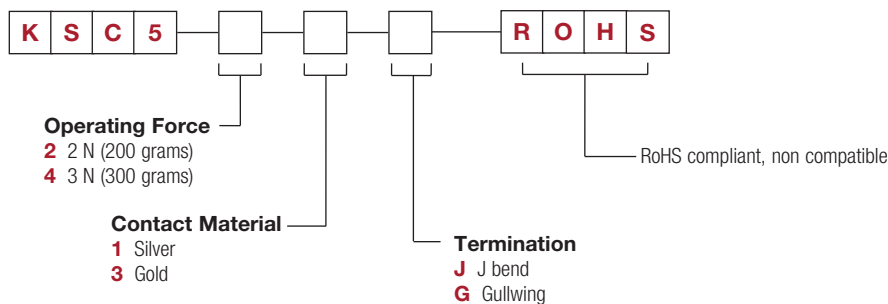 K S C 5 R O H S
Operating Force
2 2 N (200 grams)
4 3 N (300 grams)
RoHS compliant, non compatible
Contact Material
1 Silver
3 Gold
Termination
J J bend
G Gullwing